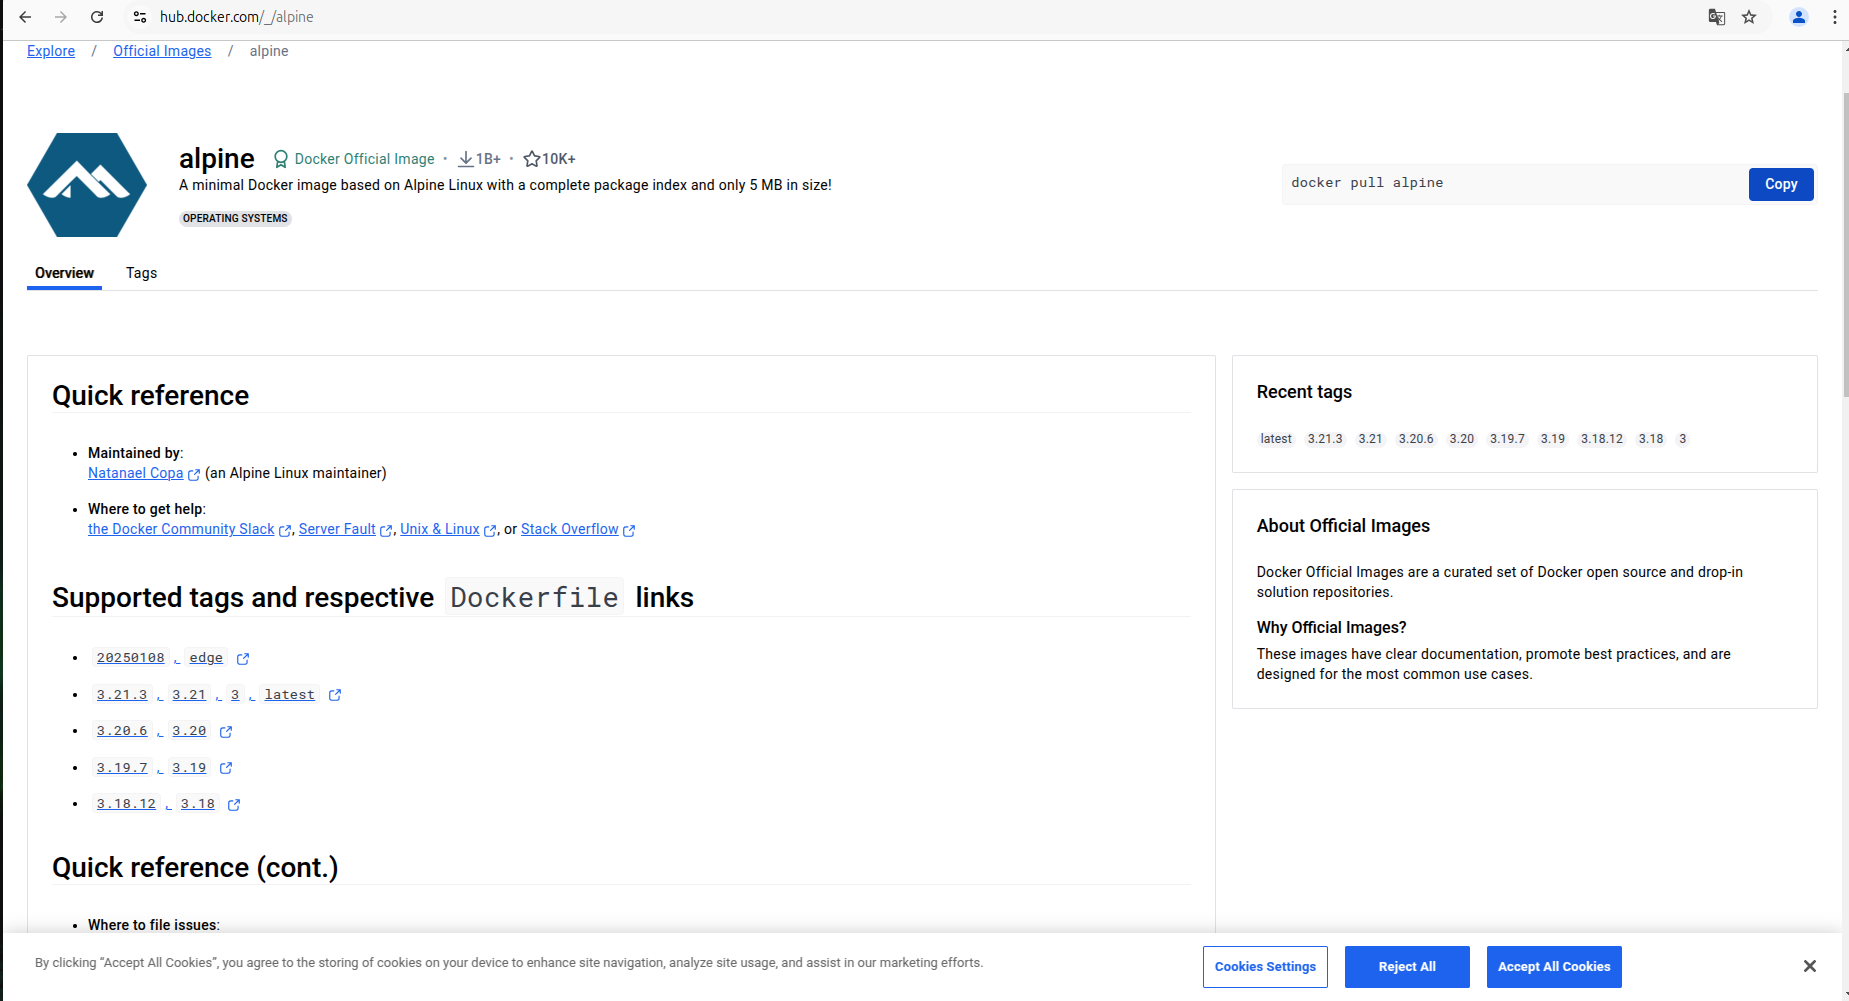 hub.docker.com/_/alpine
Explore / Official Images / alpine
alpine Docker Official Image • 1B+ • 10K+
A minimal Docker image based on Alpine Linux with a complete package index and only 5 MB in size!
OPERATING SYSTEMS
docker pull alpine Copy
Overview Tags
Quick reference
• Maintained by:
Natanael Copa (an Alpine Linux maintainer)
• Where to get help:
the Docker Community Slack, Server Fault, Unix & Linux, or Stack Overflow
Supported tags and respective Dockerfile links
• 20250108, edge
• 3.21.3, 3.21, 3, latest
• 3.20.6, 3.20
• 3.19.7, 3.19
• 3.18.12, 3.18
Quick reference (cont.)
• Where to file issues:
Recent tags
latest 3.21.3 3.21 3.20.6 3.20 3.19.7 3.19 3.18.12 3.18 3
About Official Images
Docker Official Images are a curated set of Docker open source and drop-in
solution repositories.
Why Official Images?
These images have clear documentation, promote best practices, and are
designed for the most common use cases.
By clicking “Accept All Cookies”, you agree to the storing of cookies on your device to enhance site navigation, analyze site usage, and assist in our marketing efforts.
Cookies Settings Reject All Accept All Cookies